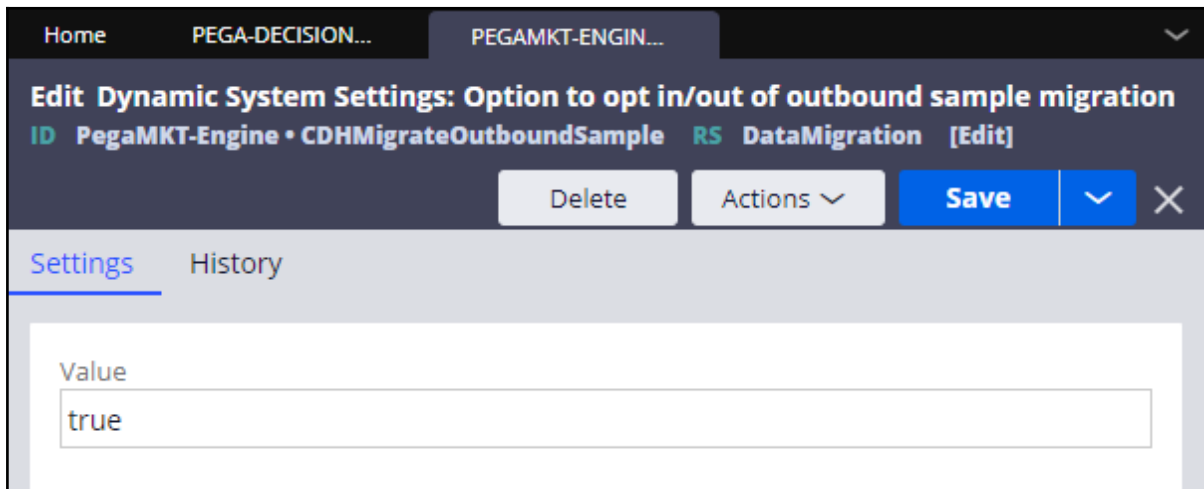 Home PEGA-DECISION... PEGAMKT-ENGIN...
Edit Dynamic System Settings: Option to opt in/out of outbound sample migration
ID PegaMKT-Engine • CDHMigrateOutboundSample RS DataMigration [Edit]
Delete Actions Save
Settings History
Value
true